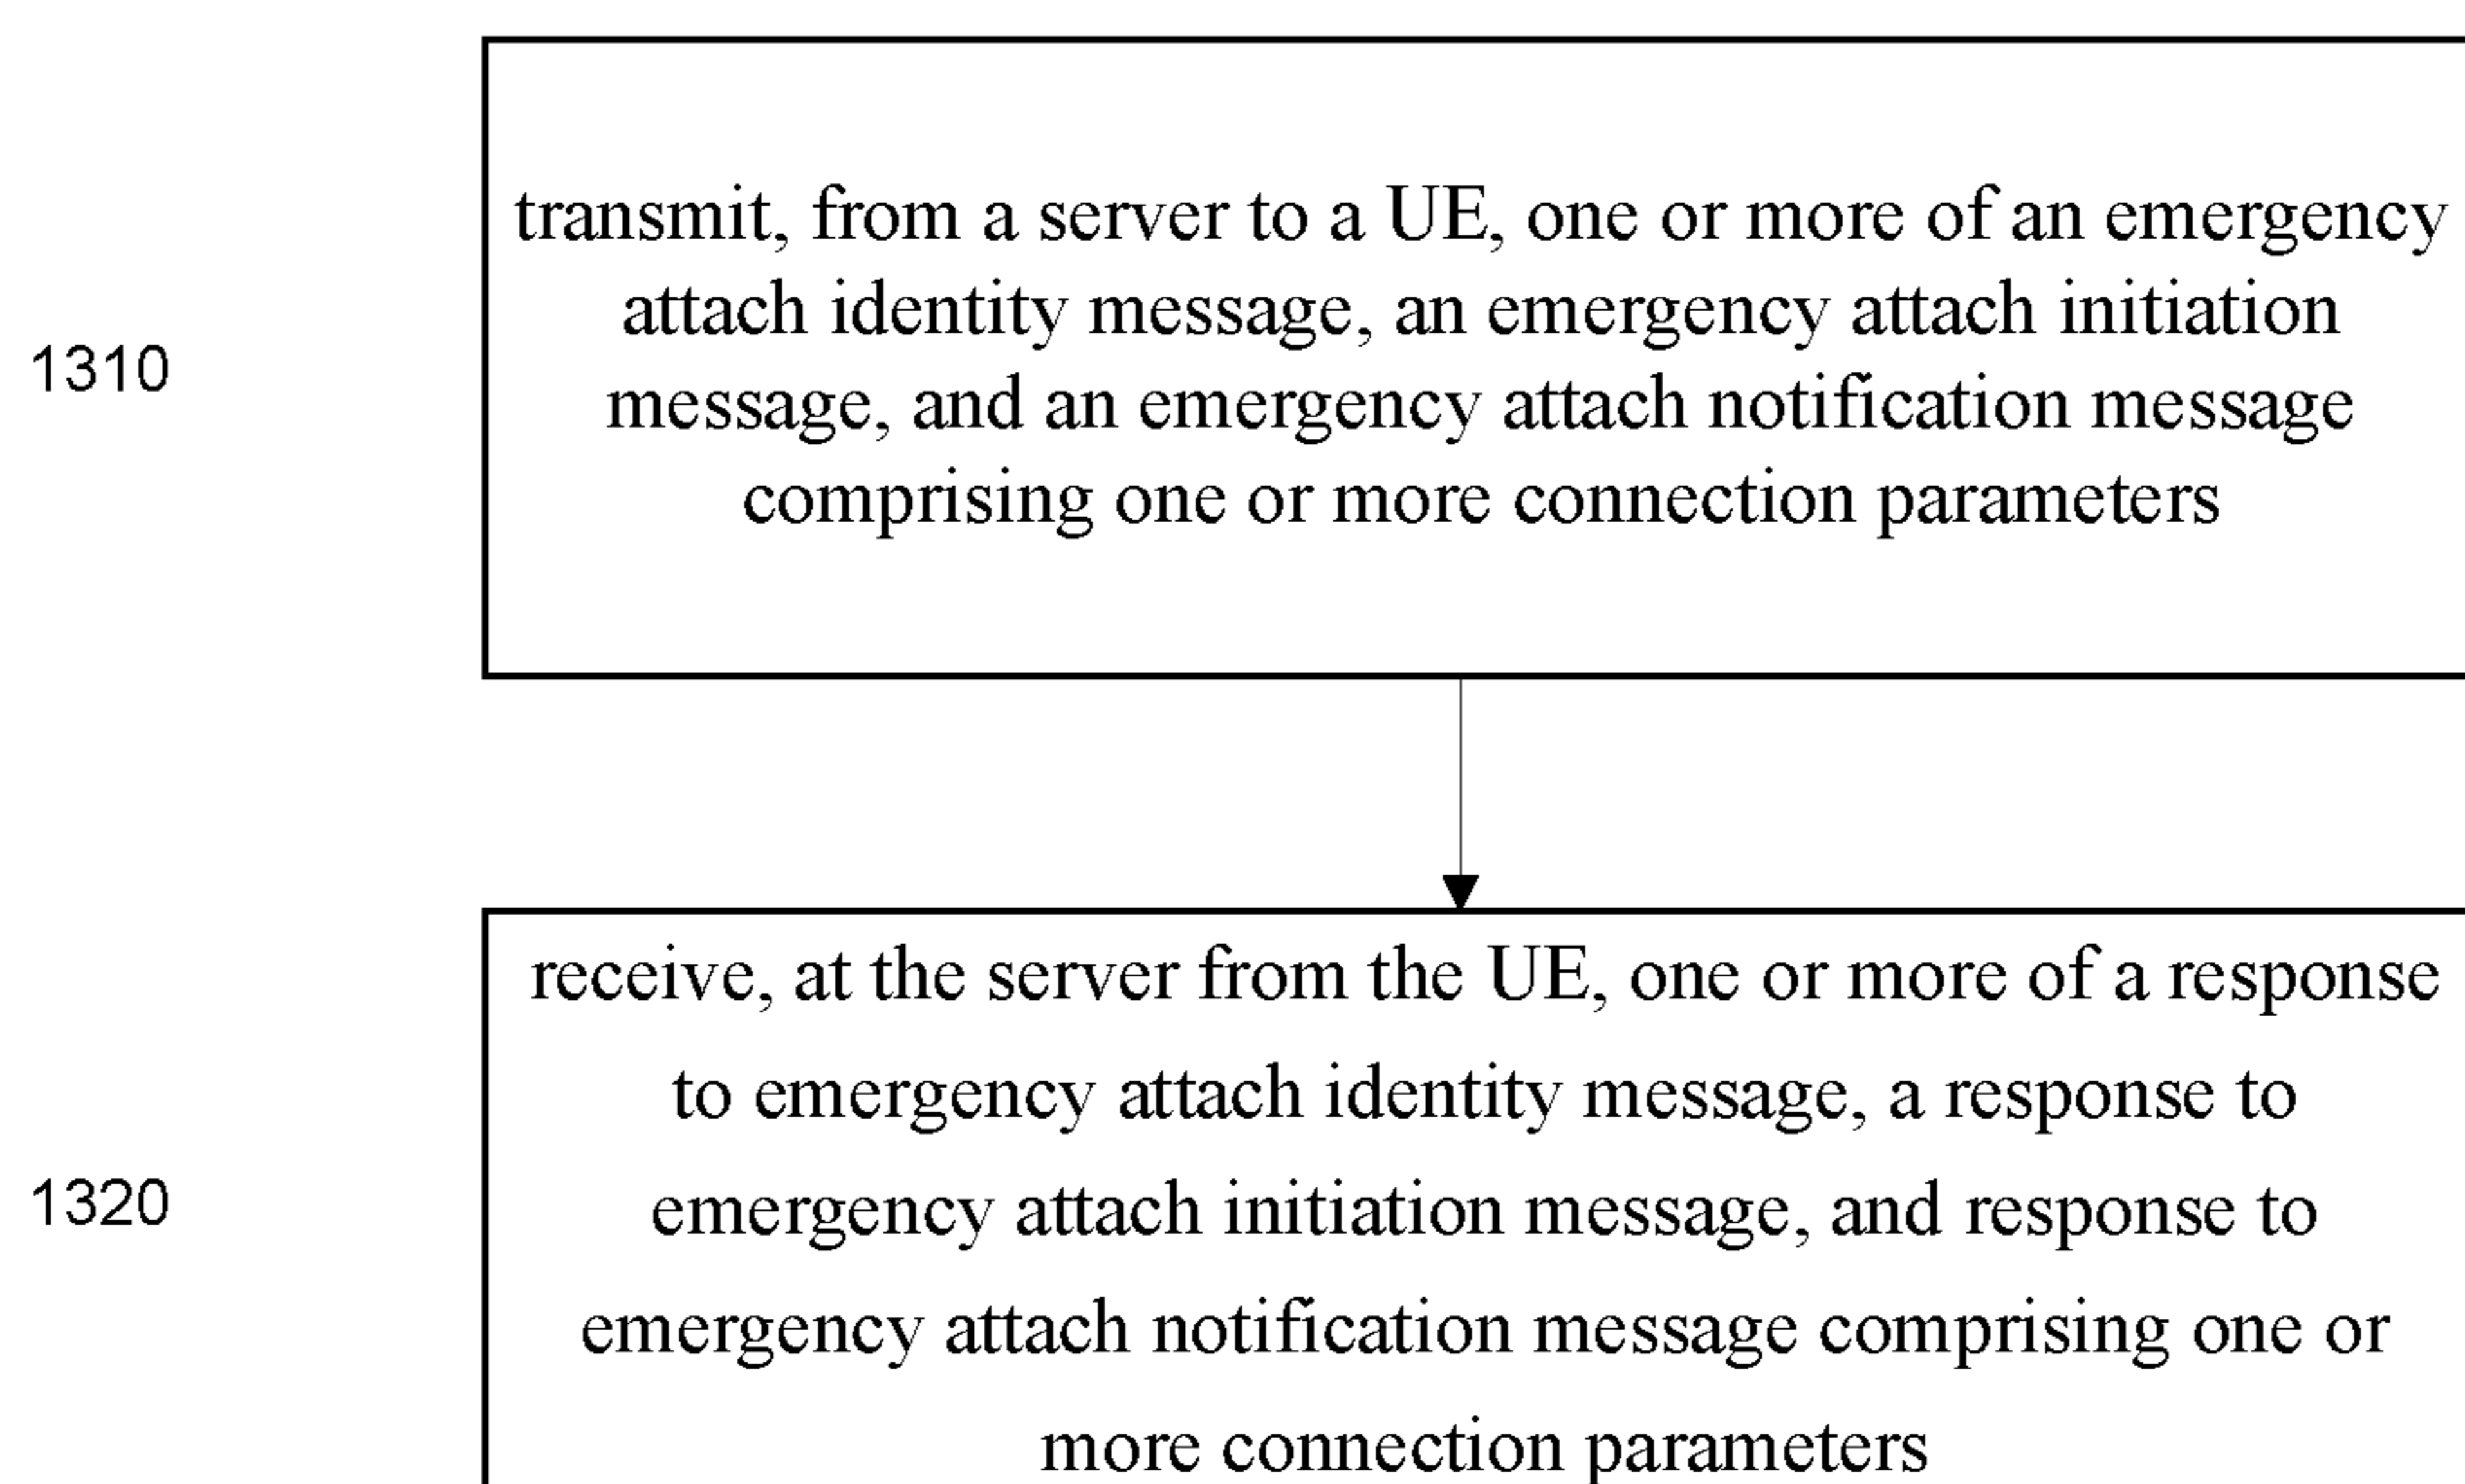 transmit, from a server to a UE, one or more of an emergency
attach identity message, an emergency attach initiation
1310
message, and an emergency attach notification message
comprising one or more connection parameters
receive, at the server from the UE, one or more of a response
to emergency attach identity message, a response to
1320
emergency attach initiation message, and response to
emergency attach notification message comprising one or
more connection parameters